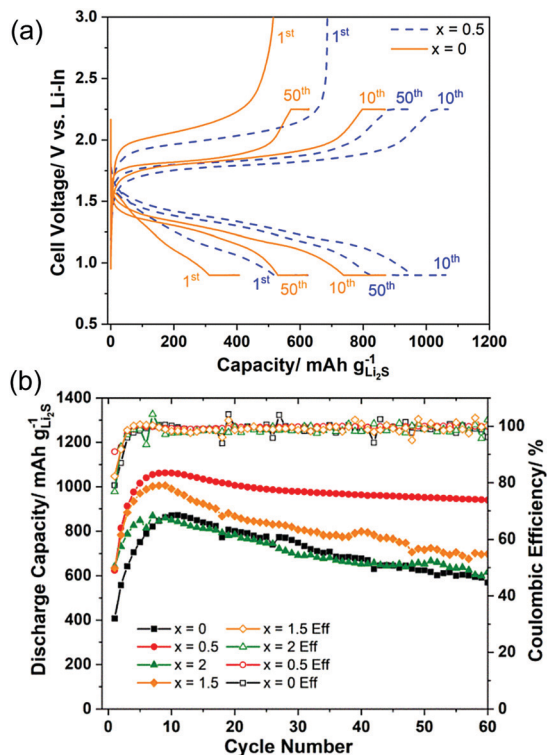 (a)
3.0
2.5
2.0
1.5
1.0
0.5
Cell Voltage/ V vs. Li-In
x = 0.5
x = 0
1st
1st
50th
10th
50th
10th
1st
1st
50th
10th
50th
10th
0 200 400 600 800 1000 1200
Capacity/ mAh g-1 Li2S
(b)
1400
1200
1000
800
600
400
200
0
Discharge Capacity/ mAh g-1 Li2S
100
80
60
40
20
0
Coulombic Efficiency/ %
x = 0 x = 1.5 Eff
x = 0.5 x = 2 Eff
x = 2 x = 0.5 Eff
x = 1.5 x = 0 Eff
0 10 20 30 40 50 60
Cycle Number